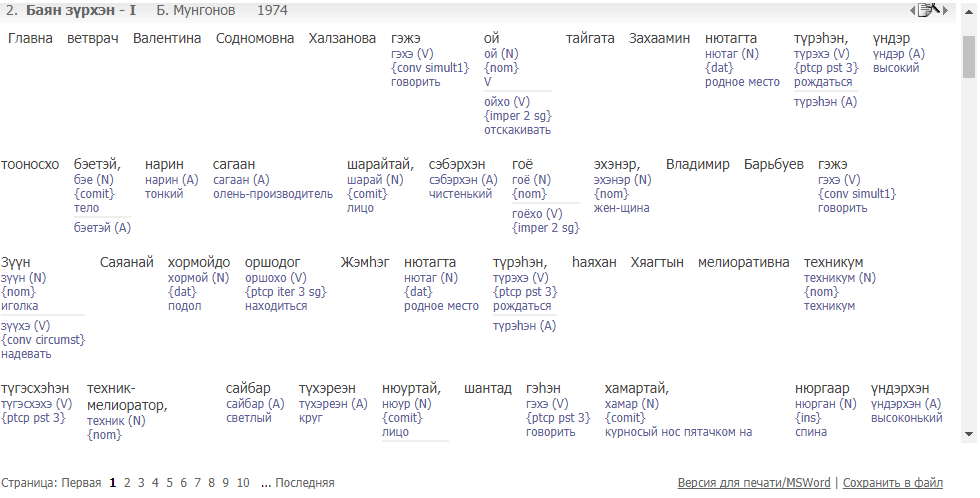 2. Баян зүрхэн - I Б. Мунгонов 1974
Главна ветврач Валентина Содномовна Халзанова гэжэ ой тайгата Захаамин нютагта түрэһэн, үндэр
гэхэ (V) ой (N) нютаг (N) түрэхэ (V) үндэр (A)
{conv simult1} {nom} {dat} {ptcp pst 3} высокий
говорить V родное место рождаться
ойхо (V) түрэһэн (A)
{imper 2 sg}
отскакивать
тооносхо бэетэй, нарин сагаан шарайтай, сэбэрхэн гоё эхэнэр, Владимир Барьбуев гэжэ
бэе (N) нарин (A) сагаан (A) шарай (N) сэбэрхэн (A) гоё (N) эхэнэр (N) гэхэ (V)
{comit} тонкий олень-производитель {comit} чистенький {nom} {nom} {conv simult1}
тело лицо жен-щина говорить
бэетэй (A) гоёхо (V)
{imper 2 sg}
Зүүн Саяанай хормойдо оршодог Жэмһэг нютагта түрэһэн, һаяхан Хяагтын мелиоративна техникум
зүүн (N) хормой (N) оршохо (V) нютаг (N) түрэхэ (V) техникум (N)
{nom} {dat} {ptcp iter 3 sg} {dat} {ptcp pst 3} {nom}
иголка подол находиться родное место рождаться техникум
зүүхэ (V) түрэһэн (A)
{conv circumst}
надевать
түгэсхэһэн техник- сайбар түхэреэн нюуртай, шантад гэһэн хамартай, нюргаар үндэрхэн
түгэсхэхэ (V) мелиоратор, сайбар (A) түхэреэн (A) нюур (N) гэхэ (V) хамар (N) нюрган (N) үндэрхэн (A)
{ptcp pst 3} техник (N) светлый круг {comit} {ptcp pst 3} {comit} {ins} высоконький
{nom} лицо говорить курносый нос пятачком на спина
Страница: Первая 1 2 3 4 5 6 7 8 9 10 ... Последняя Версия для печати/MSWord | Сохранить в файл